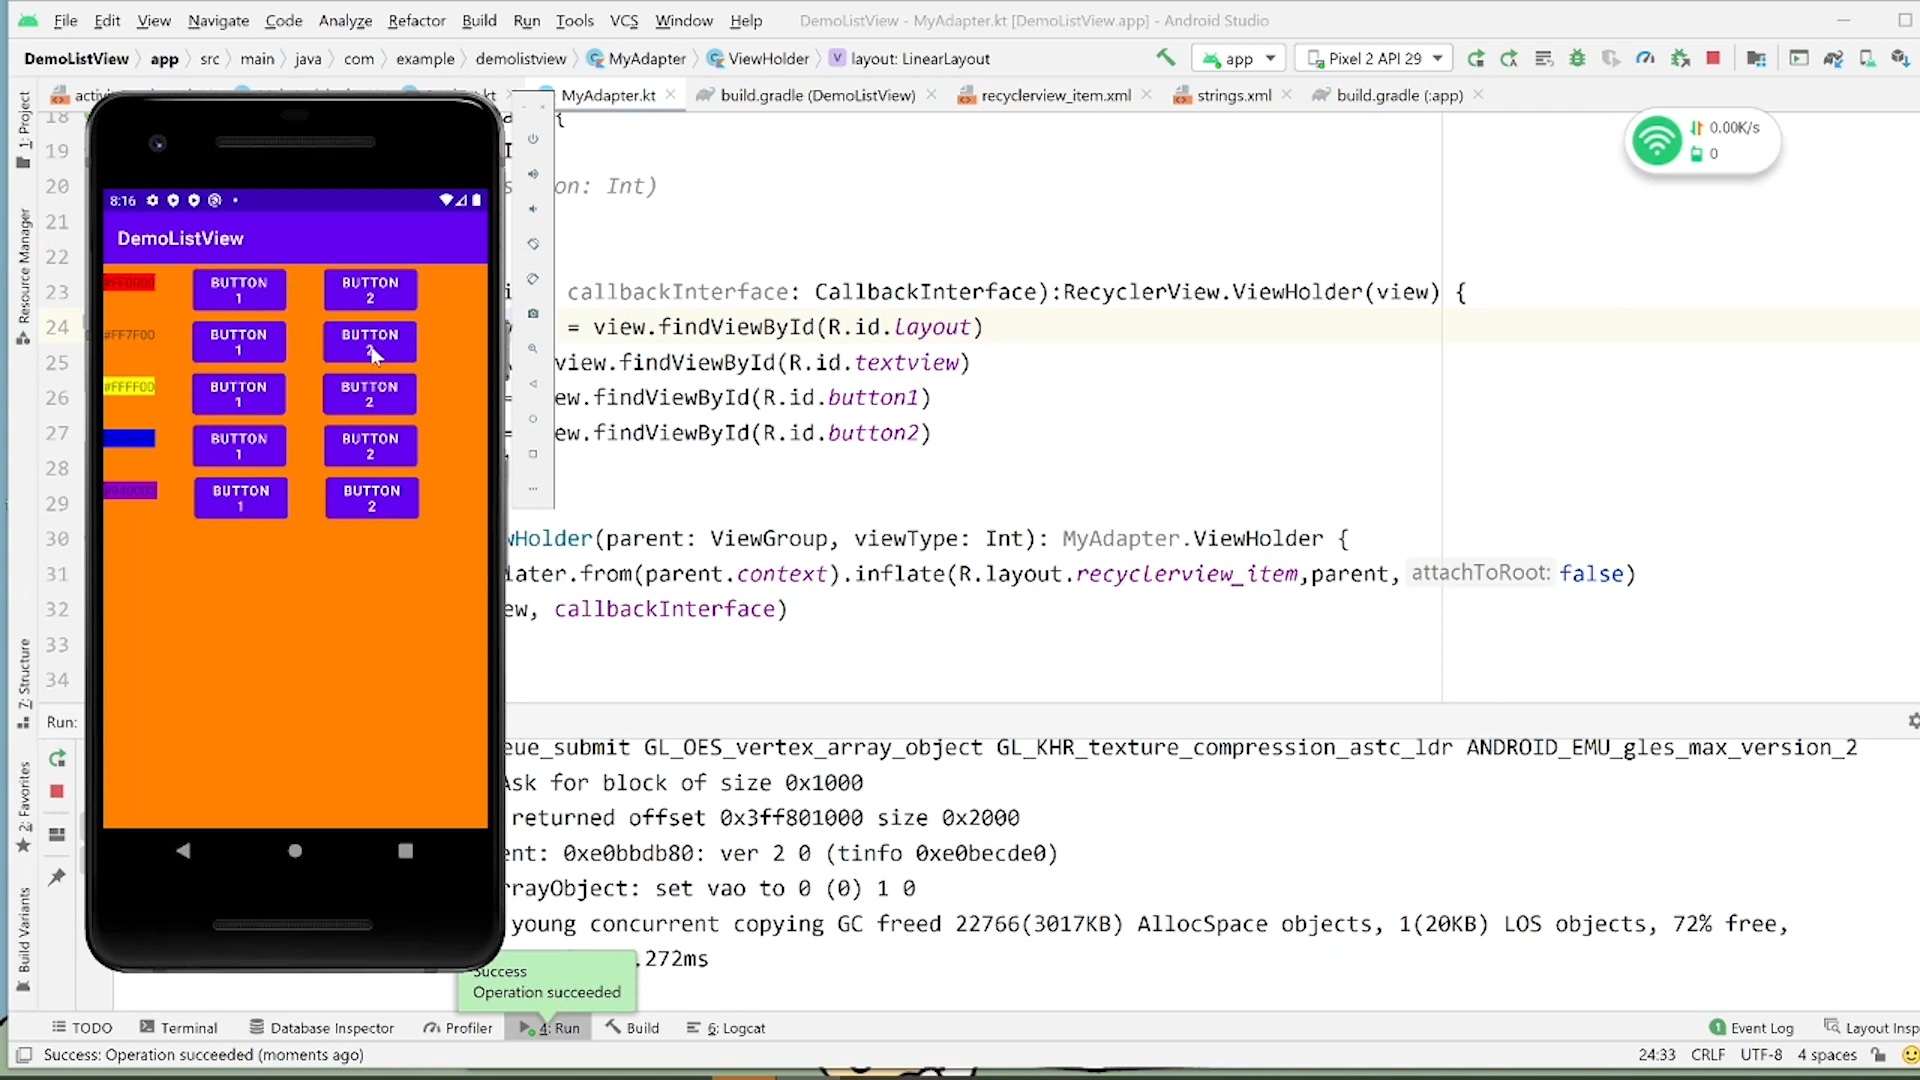 File Edit View Navigate Code Analyze Refactor Build Run Tools VCS Window Help DemoListView - MyAdapter.kt [DemoListView.app] - Android Studio
DemoListView app src main java com example demolistview MyAdapter ViewHolder layout: LinearLayout app Pixel 2 API 29
MyAdapter.kt build.gradle (DemoListView) recyclerview_item.xml strings.xml build.gradle (:app)
1: Project
Resource Manager
7: Structure
2: Favorites
Build Variants
18 {
19
20 on: Int)
21
22
23 callbackInterface: CallbackInterface):RecyclerView.ViewHolder(view) {
24 = view.findViewById(R.id.Layout)
25 view.findViewById(R.id.textview)
26 ew.findViewById(R.id.button1)
27 ew.findViewById(R.id.button2)
28
29
30 wHolder(parent: ViewGroup, viewType: Int): MyAdapter.ViewHolder {
31 later.from(parent.context).inflate(R.layout.recyclerview_item,parent, attachToRoot: false)
32 ew, callbackInterface)
33
34
0.00K/s
0
8:16
DemoListView
#FF0000 BUTTON 1 BUTTON 2
#FF7F00 BUTTON 1 BUTTON 2
#FFFF00 BUTTON 1 BUTTON 2
BUTTON 1 BUTTON 2
#9400D3 BUTTON 1 BUTTON 2
Run:
eue_submit GL_OES_vertex_array_object GL_KHR_texture_compression_astc_ldr ANDROID_EMU_gles_max_version_2
Ask for block of size 0x1000
returned offset 0x3ff801000 size 0x2000
ent: 0xe0bbdb80: ver 2 0 (tinfo 0xe0becde0)
rrayObject: set vao to 0 (0) 1 0
young concurrent copying GC freed 22766(3017KB) AllocSpace objects, 1(20KB) LOS objects, 72% free,
.272ms
Success
Operation succeeded
TODO Terminal Database Inspector Profiler 4: Run Build 6: Logcat 1 Event Log Layout Insp
Success: Operation succeeded (moments ago) 24:33 CRLF UTF-8 4 spaces